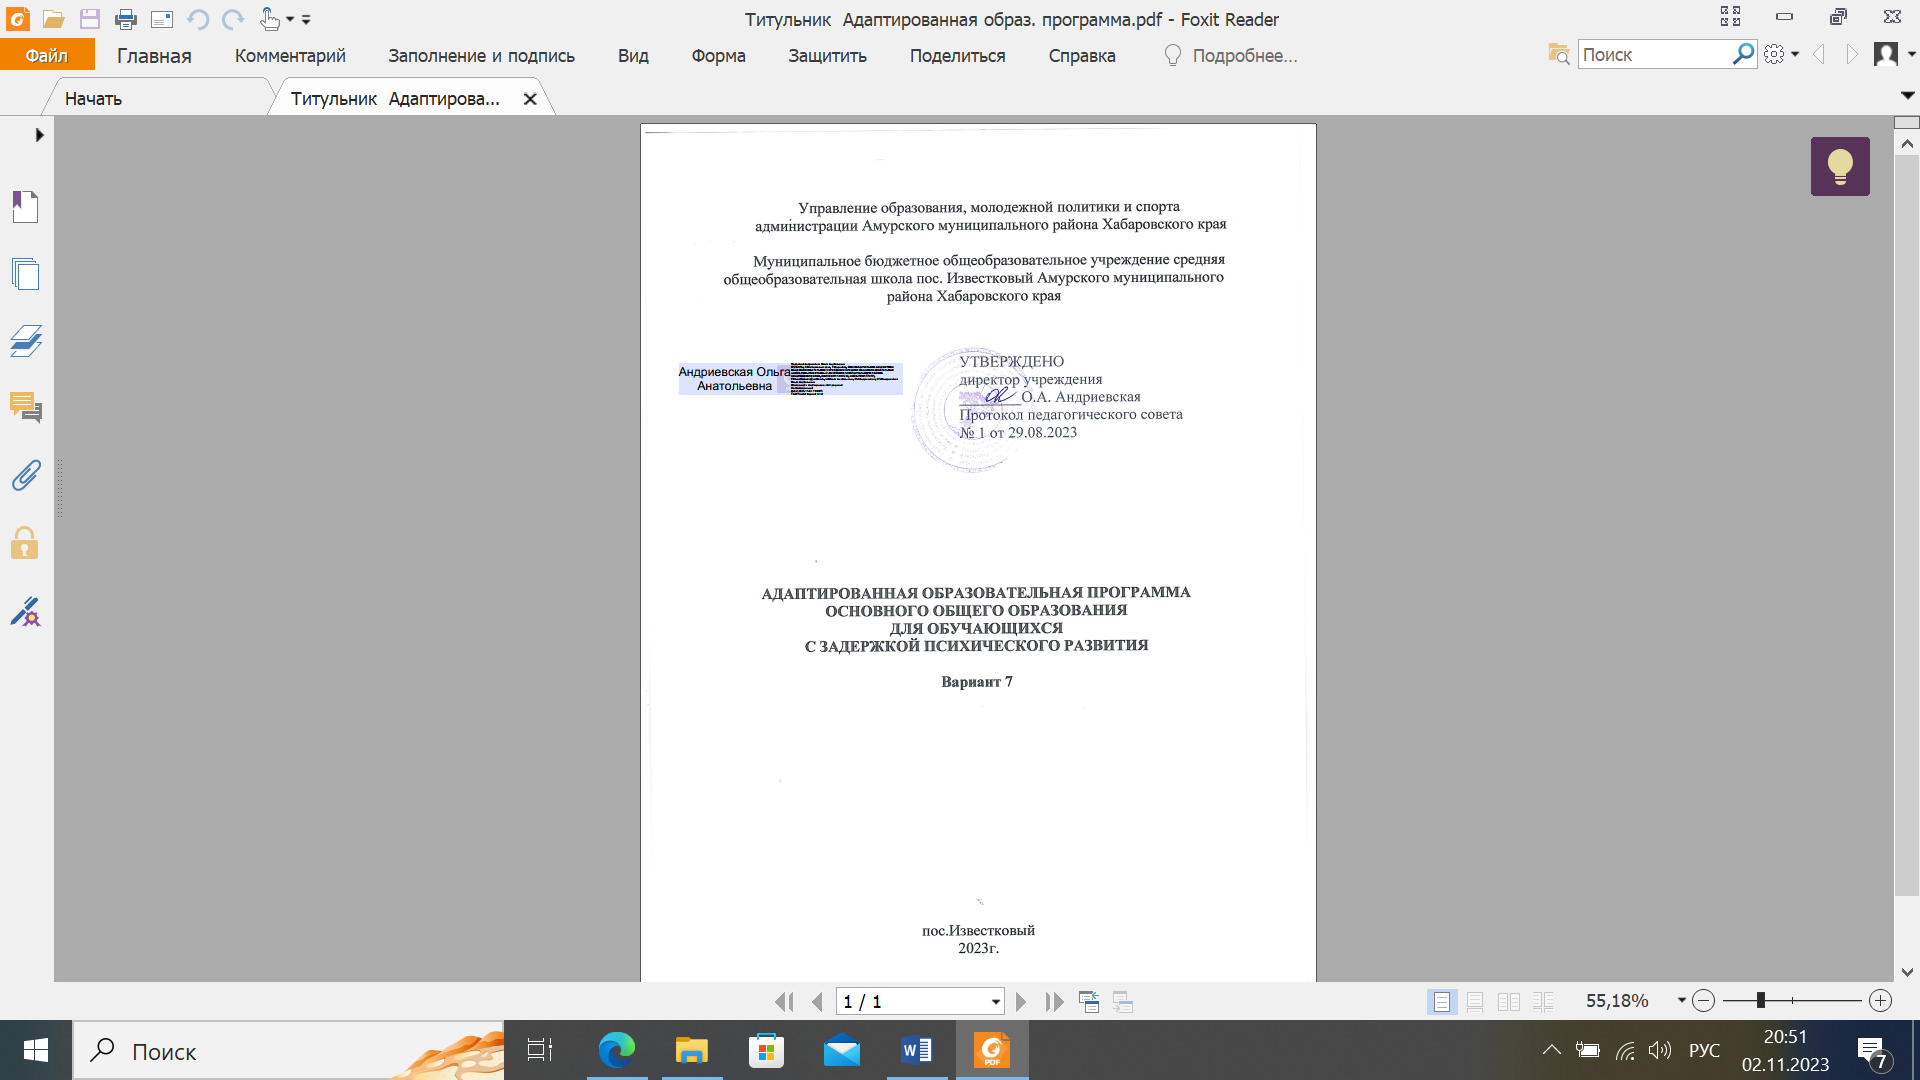 Титульник Адаптированная образ. программа.pdf - Foxit Reader
Файл Главная Комментарий Заполнение и подпись Вид Форма Защитить Поделиться Справка Подробнее... Поиск
Начать Титульник Адаптирова...
Управление образования, молодежной политики и спорта
администрации Амурского муниципального района Хабаровского края
Муниципальное бюджетное общеобразовательное учреждение средняя
общеобразовательная школа пос. Известковый Амурского муниципального
района Хабаровского края
Андриевская Ольга
Анатольевна
УТВЕРЖДЕНО
директор учреждения
О.А. Андриевская
Протокол педагогического совета
№ 1 от 29.08.2023
АДАПТИРОВАННАЯ ОБРАЗОВАТЕЛЬНАЯ ПРОГРАММА
ОСНОВНОГО ОБЩЕГО ОБРАЗОВАНИЯ
ДЛЯ ОБУЧАЮЩИХСЯ
С ЗАДЕРЖКОЙ ПСИХИЧЕСКОГО РАЗВИТИЯ
Вариант 7
пос.Известковый
2023г.
1 / 1
55,18%
Поиск
PDF
РУС
20:51
02.11.2023
7